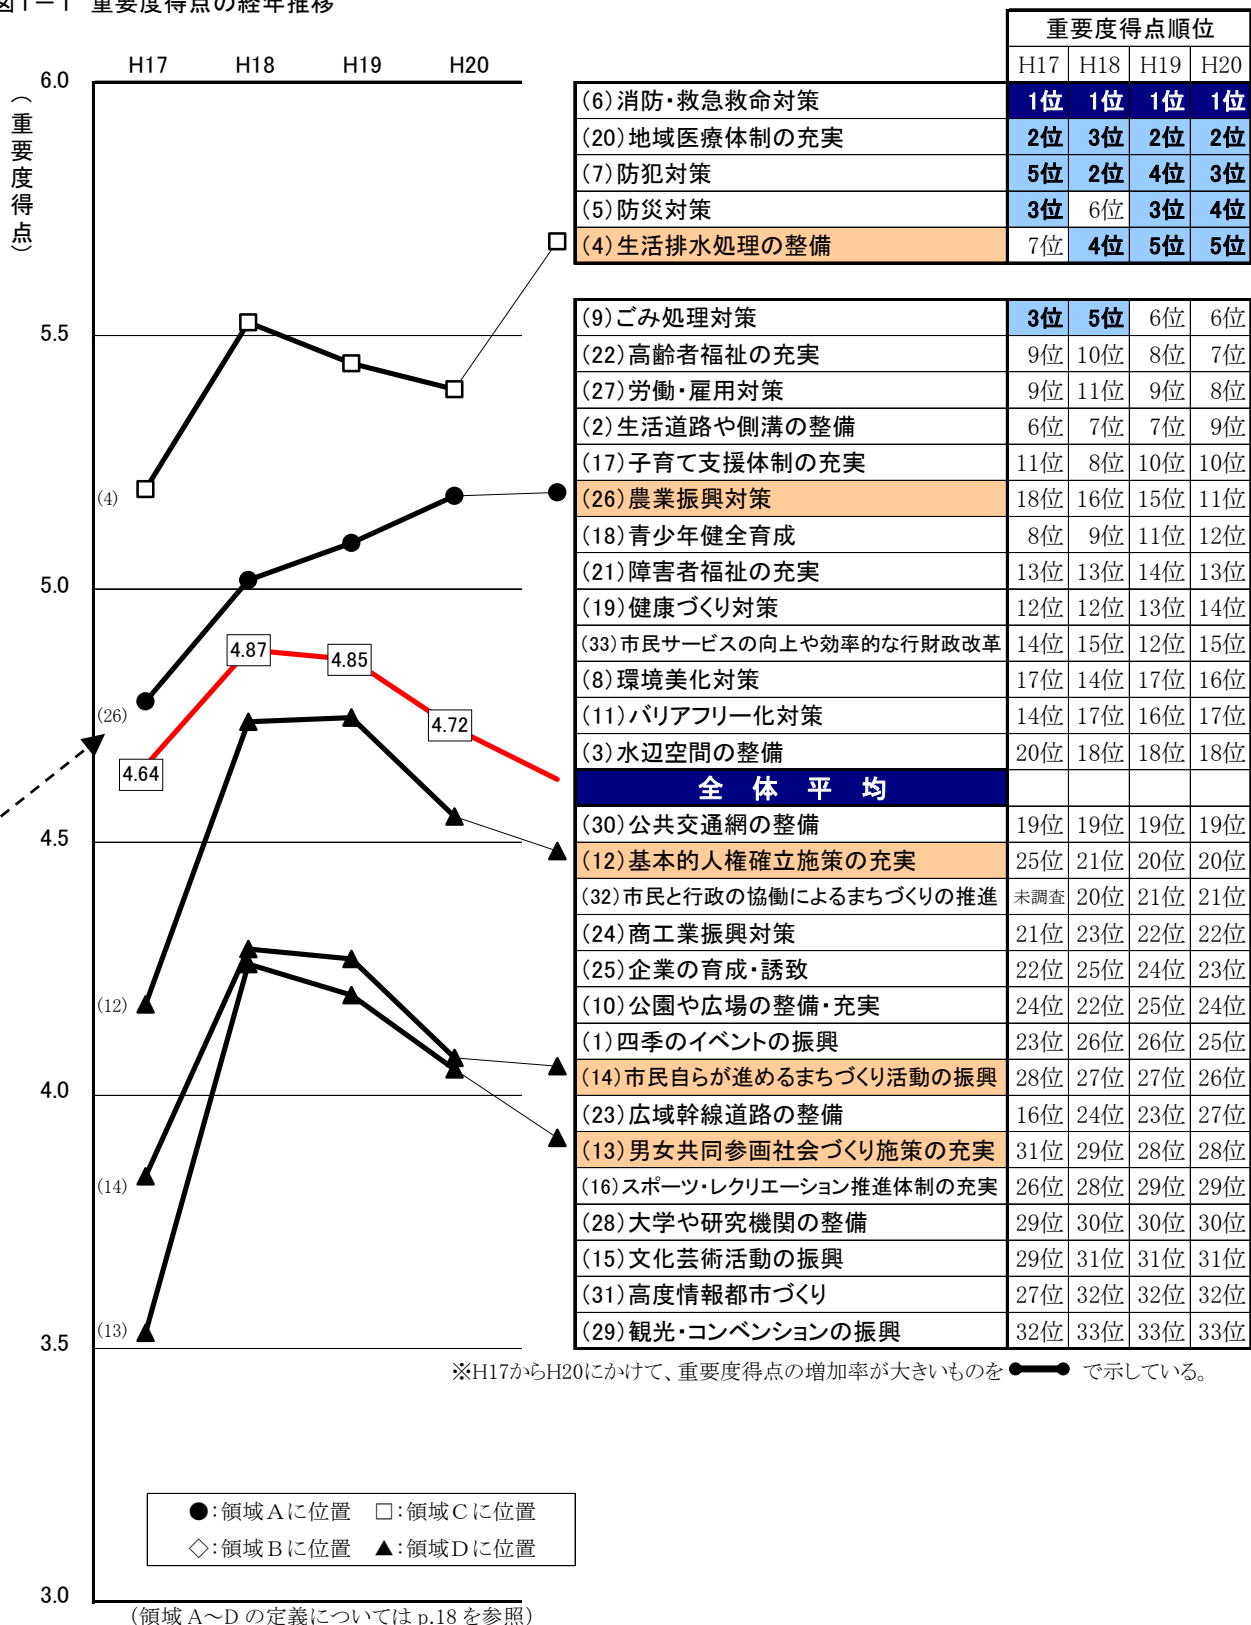 図1－1 重要度得点の経年推移
重要度得点順位
H17 H18 H19 H20
H17 H18 H19 H20
（重要度得点）
6.0
5.5
5.0
4.5
4.0
3.5
3.0
(4)
(26)
(12)
(14)
(13)
4.64
4.87
4.85
4.72
(6)消防・救急救命対策 1位 1位 1位 1位
(20)地域医療体制の充実 2位 3位 2位 2位
(7)防犯対策 5位 2位 4位 3位
(5)防災対策 3位 6位 3位 4位
(4)生活排水処理の整備 7位 4位 5位 5位
(9)ごみ処理対策 3位 5位 6位 6位
(22)高齢者福祉の充実 9位 10位 8位 7位
(27)労働・雇用対策 9位 11位 9位 8位
(2)生活道路や側溝の整備 6位 7位 7位 9位
(17)子育て支援体制の充実 11位 8位 10位 10位
(26)農業振興対策 18位 16位 15位 11位
(18)青少年健全育成 8位 9位 11位 12位
(21)障害者福祉の充実 13位 13位 14位 13位
(19)健康づくり対策 12位 12位 13位 14位
(33)市民サービスの向上や効率的な行財政改革 14位 15位 12位 15位
(8)環境美化対策 17位 14位 17位 16位
(11)バリアフリー化対策 14位 17位 16位 17位
(3)水辺空間の整備 20位 18位 18位 18位
全体平均
(30)公共交通網の整備 19位 19位 19位 19位
(12)基本的人権確立施策の充実 25位 21位 20位 20位
(32)市民と行政の協働によるまちづくりの推進 未調査 20位 21位 21位
(24)商工業振興対策 21位 23位 22位 22位
(25)企業の育成・誘致 22位 25位 24位 23位
(10)公園や広場の整備・充実 24位 22位 25位 24位
(1)四季のイベントの振興 23位 26位 26位 25位
(14)市民自らが進めるまちづくり活動の振興 28位 27位 27位 26位
(23)広域幹線道路の整備 16位 24位 23位 27位
(13)男女共同参画社会づくり施策の充実 31位 29位 28位 28位
(16)スポーツ・レクリエーション推進体制の充実 26位 28位 29位 29位
(28)大学や研究機関の整備 29位 30位 30位 30位
(15)文化芸術活動の振興 29位 31位 31位 31位
(31)高度情報都市づくり 27位 32位 32位 32位
(29)観光・コンベンションの振興 32位 33位 33位 33位
※H17からH20にかけて、重要度得点の増加率が大きいものを で示している。
●：領域Ａに位置 □：領域Ｃに位置
◇：領域Ｂに位置 ▲：領域Ｄに位置
（領域 A～D の定義については p.18 を参照）